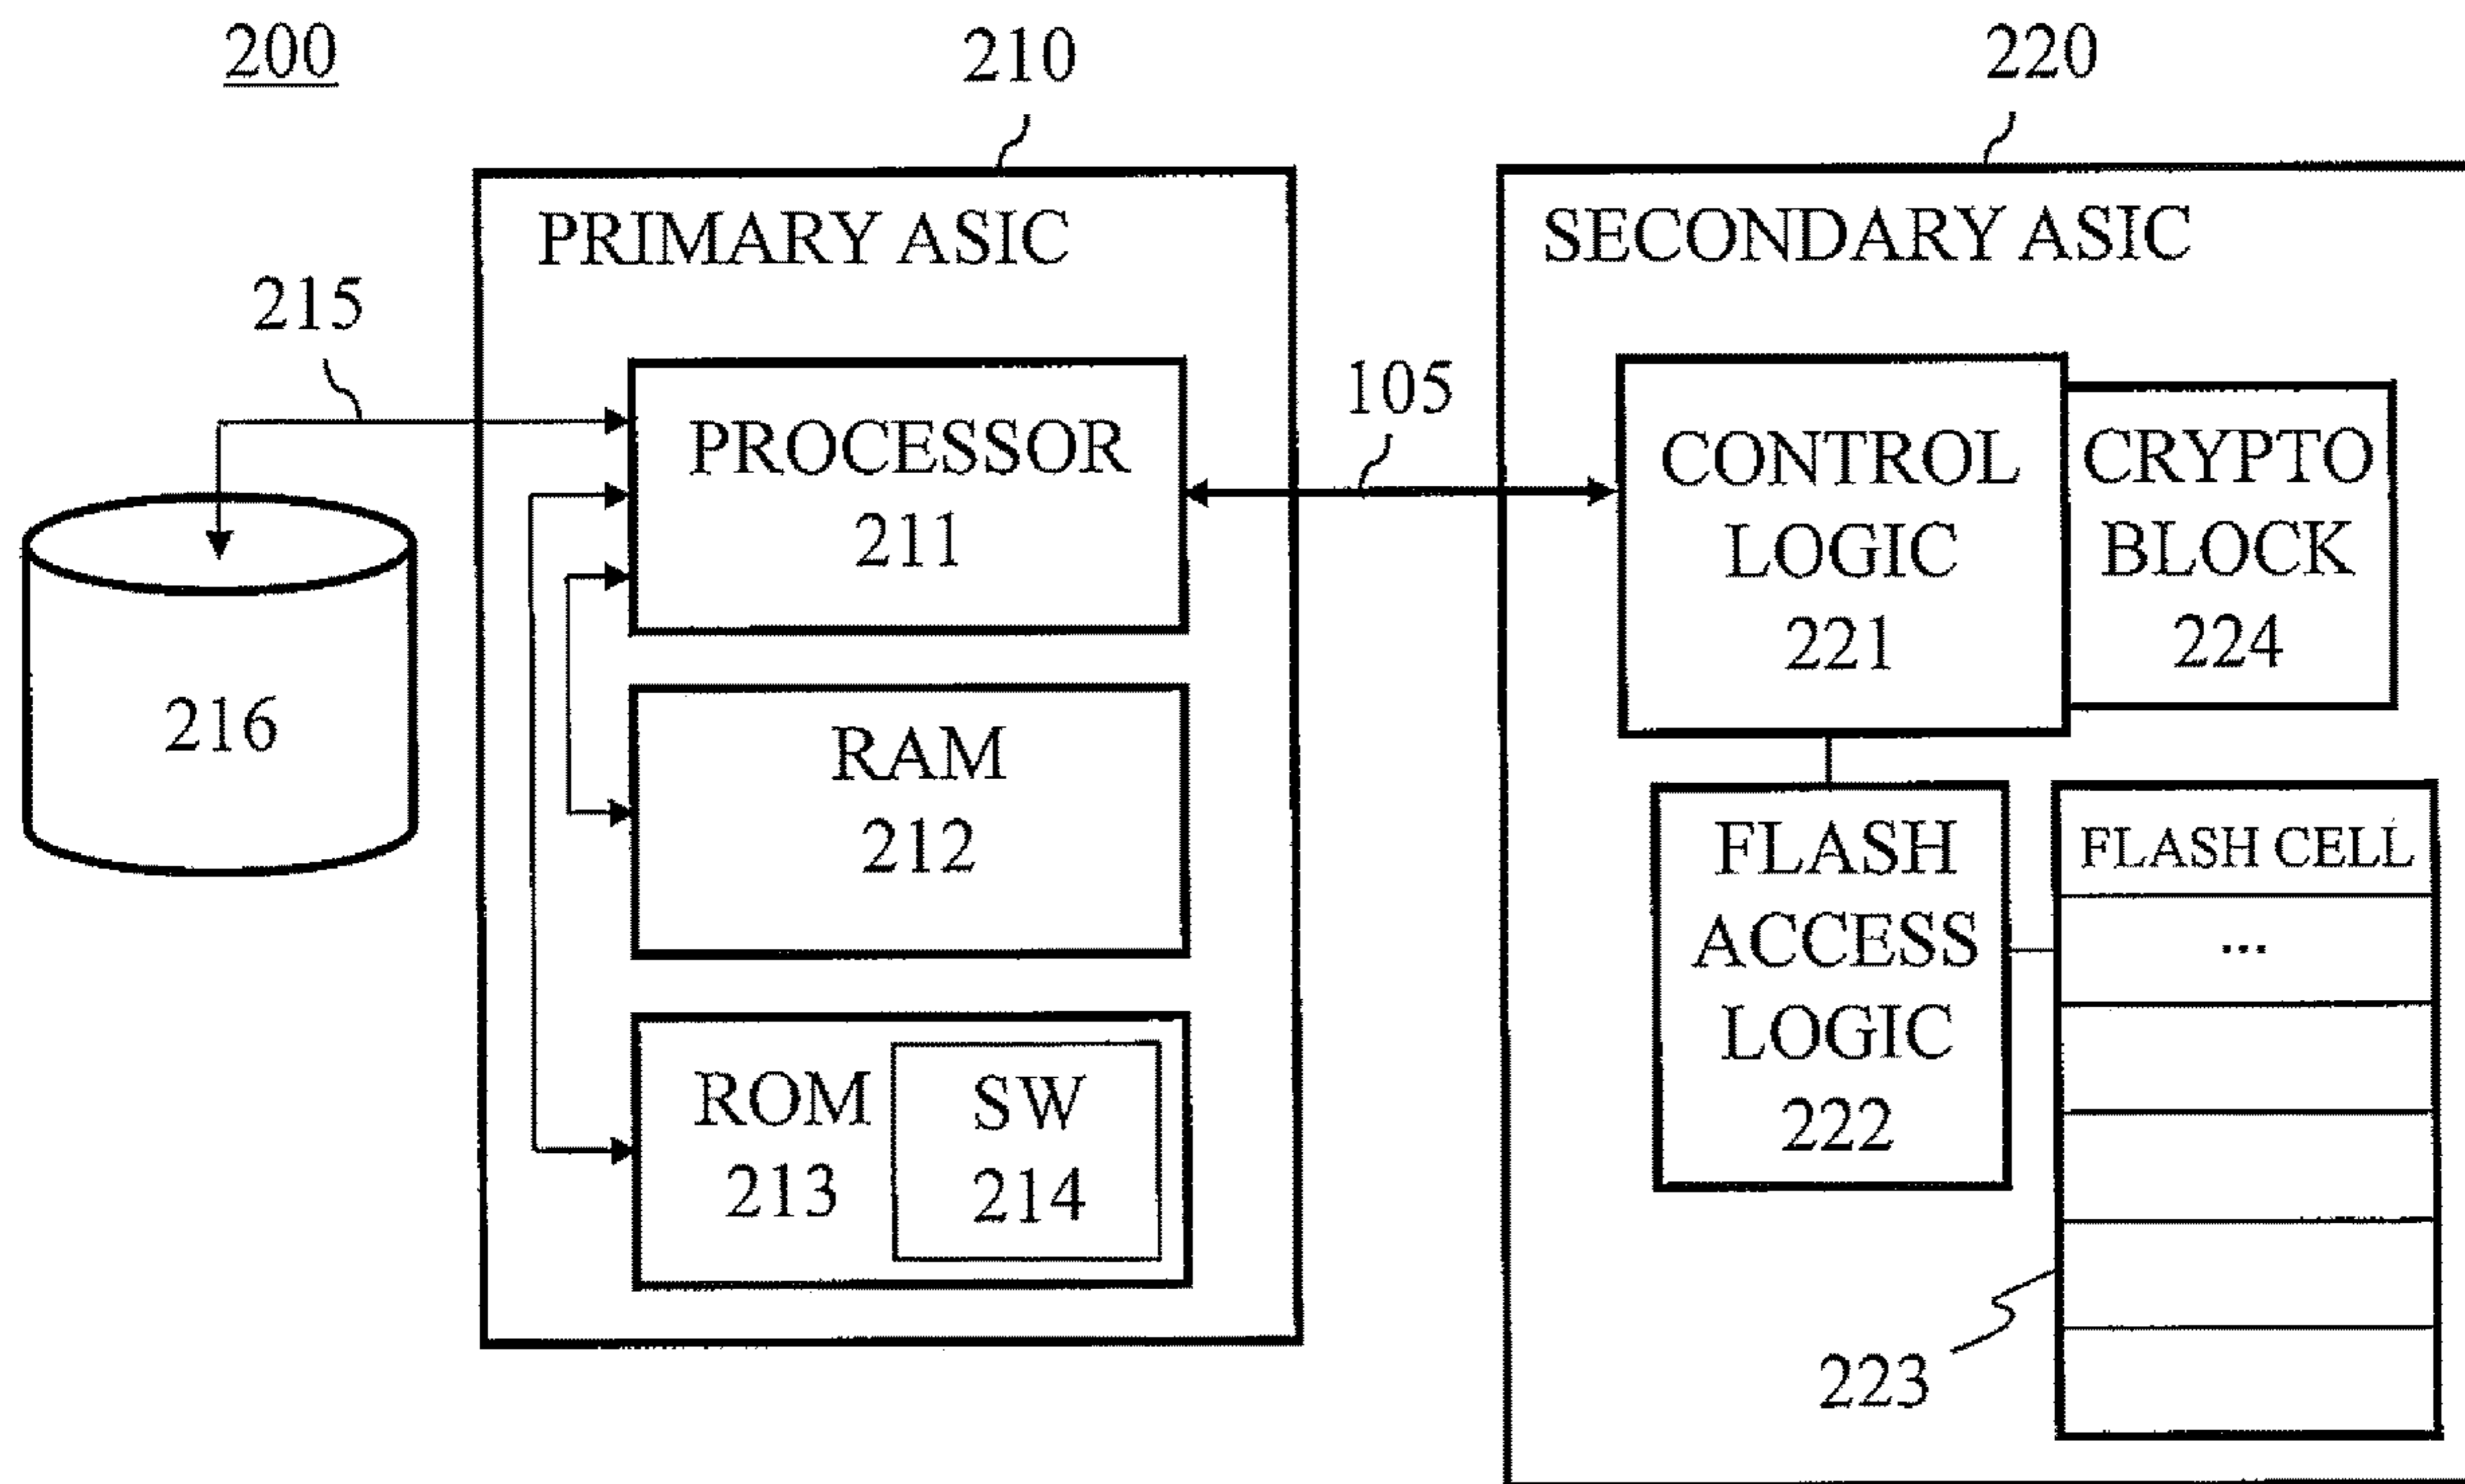 200
210
220
PRIMARY ASIC
SECONDARY ASIC
215
105
PROCESSOR
211
CONTROL
LOGIC
221
CRYPTO
BLOCK
224
216
RAM
212
FLASH
ACCESS
LOGIC
222
FLASH CELL
...
ROM
213
SW
214
223